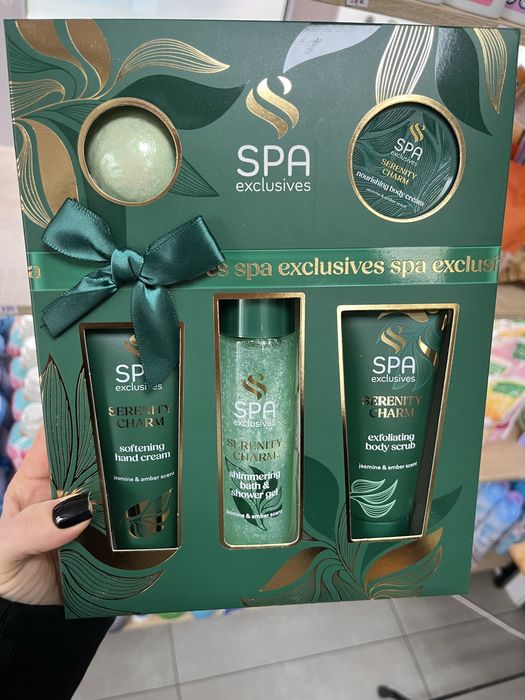 SPA
exclusives
SPA
exclusives
SERENITY
CHARM
nourishing body cream
jasmine & amber scent
a es spa exclusives spa exclusi
SPA
exclusives
SERENITY
CHARM
softening
hand cream
jasmine & amber scent
SPA
exclusives
SERENITY
CHARM
shimmering
bath &
shower gel
jasmine & amber scent
SPA
exclusives
SERENITY
CHARM
exfoliating
body scrub
jasmine & amber scent